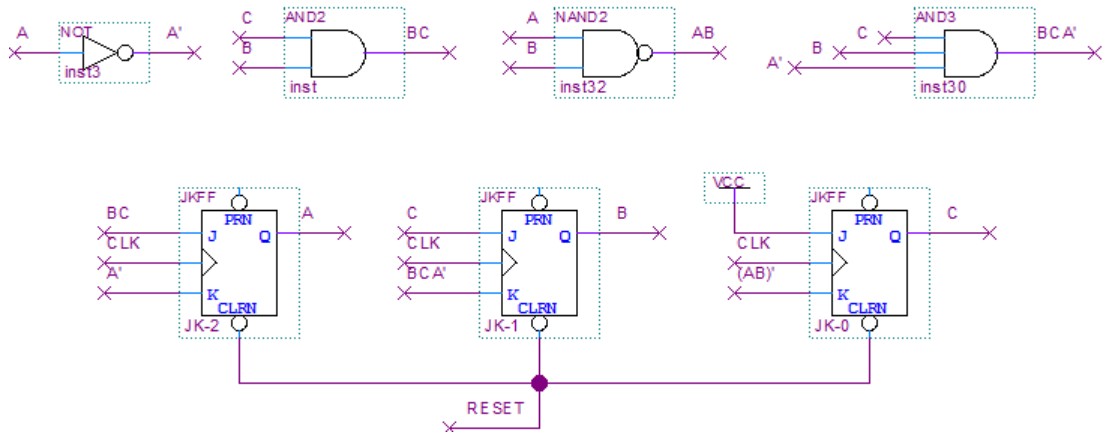 A NOT A' inst3
C AND2 B BC inst
A NAND2 B AB inst32
AND3 C B A' BCA' inst30
JKFF BC PRN A J Q CLK A' K CLRN JK-2
JKFF C PRN B J Q CLK BCA' K CLRN JK-1
VCC JKFF PRN C J Q CLK (AB)' K CLRN JK-0
RESET